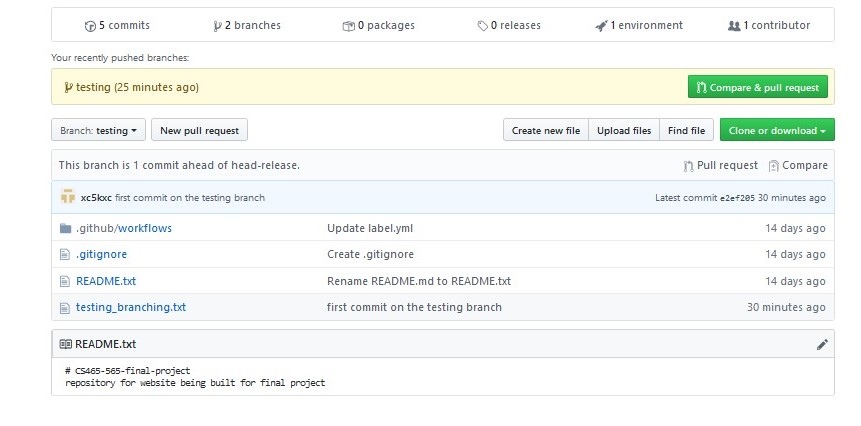 5 commits 2 branches 0 packages 0 releases 1 environment 1 contributor
Your recently pushed branches:
testing (25 minutes ago) Compare & pull request
Branch: testing New pull request Create new file Upload files Find file Clone or download
This branch is 1 commit ahead of head-release. Pull request Compare
xc5kxc first commit on the testing branch Latest commit e2ef205 30 minutes ago
.github/workflows Update label.yml 14 days ago
.gitignore Create .gitignore 14 days ago
README.txt Rename README.md to README.txt 14 days ago
testing_branching.txt first commit on the testing branch 30 minutes ago
README.txt
# CS465-565-final-project
repository for website being built for final project